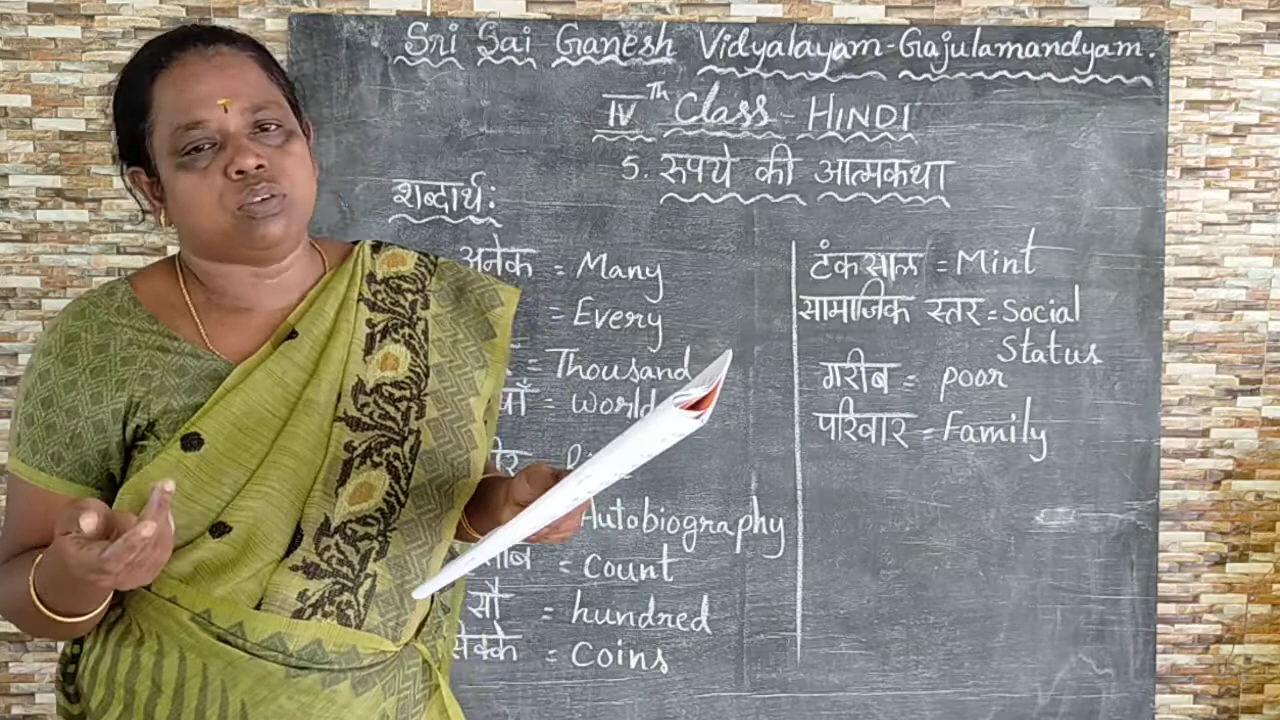 Sri Sai Ganesh Vidyalayam-Gajulamandyam.
IVTh Class - HINDI
5. रुपये की आत्मकथा
शब्दार्थ:
अनेक = Many
= Every
= Thousand
= world
Autobiography
= Count
सौ = hundred
= Coins
टंकसाल = Mint
सामाजिक स्तर = Social
Status
गरीब = poor
परिवार = Family